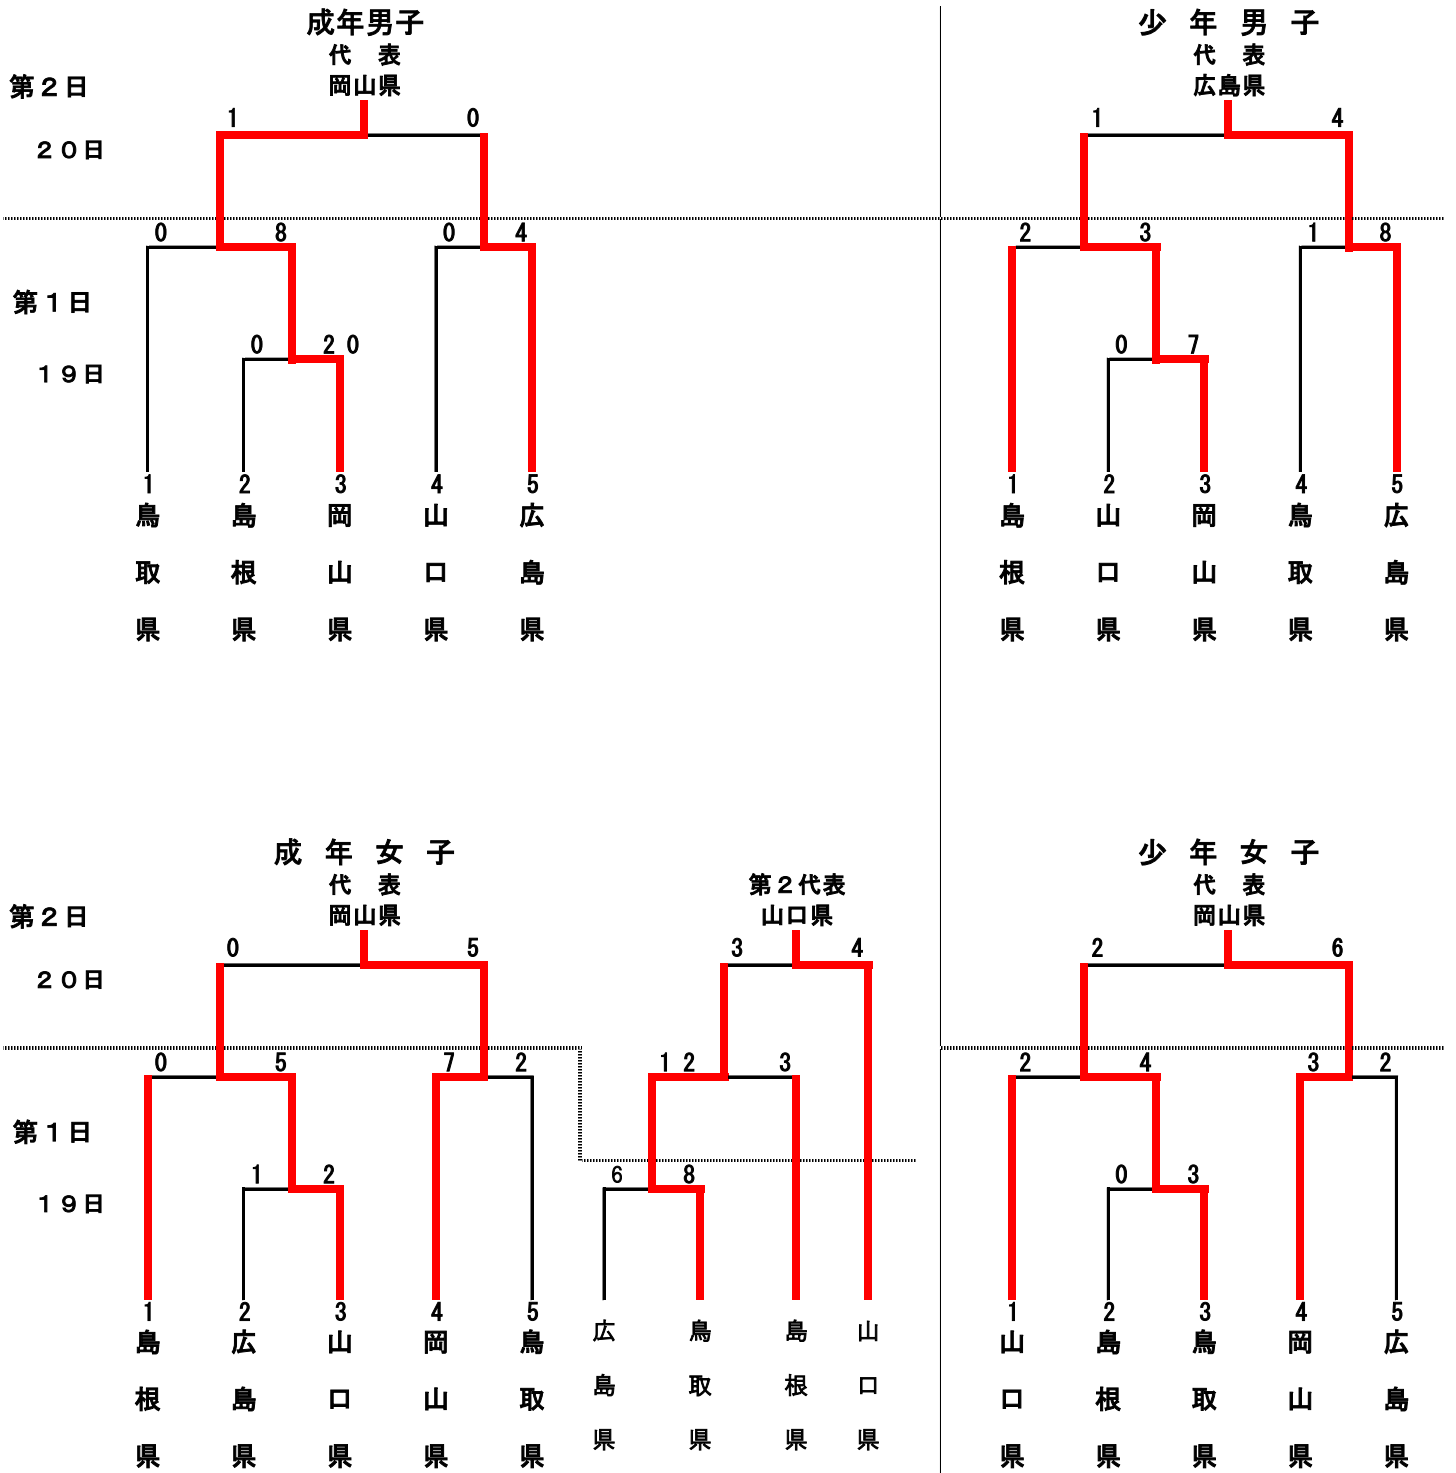 成年男子
代　表
岡山県
第２日
1 0
２０日
0 8 0 4
第１日
0 2 0
１９日
1 2 3 4 5
鳥取県
島根県
岡山県
山口県
広島県
少　年　男　子
代　表
広島県
1 4
2 3 1 8
0 7
1 2 3 4 5
島根県
山口県
岡山県
鳥取県
広島県
成　年　女　子
代　表
岡山県
第２日
0 5
２０日
0 5 7 2
第１日
1 2
１９日
1 2 3 4 5
島根県
広島県
山口県
岡山県
鳥取県
第２代表
山口県
3 4
1 2 3
6 8
広島県
鳥取県
島根県
山口県
少　年　女　子
代　表
岡山県
2 6
2 4 3 2
0 3
1 2 3 4 5
山口県
島根県
鳥取県
岡山県
広島県